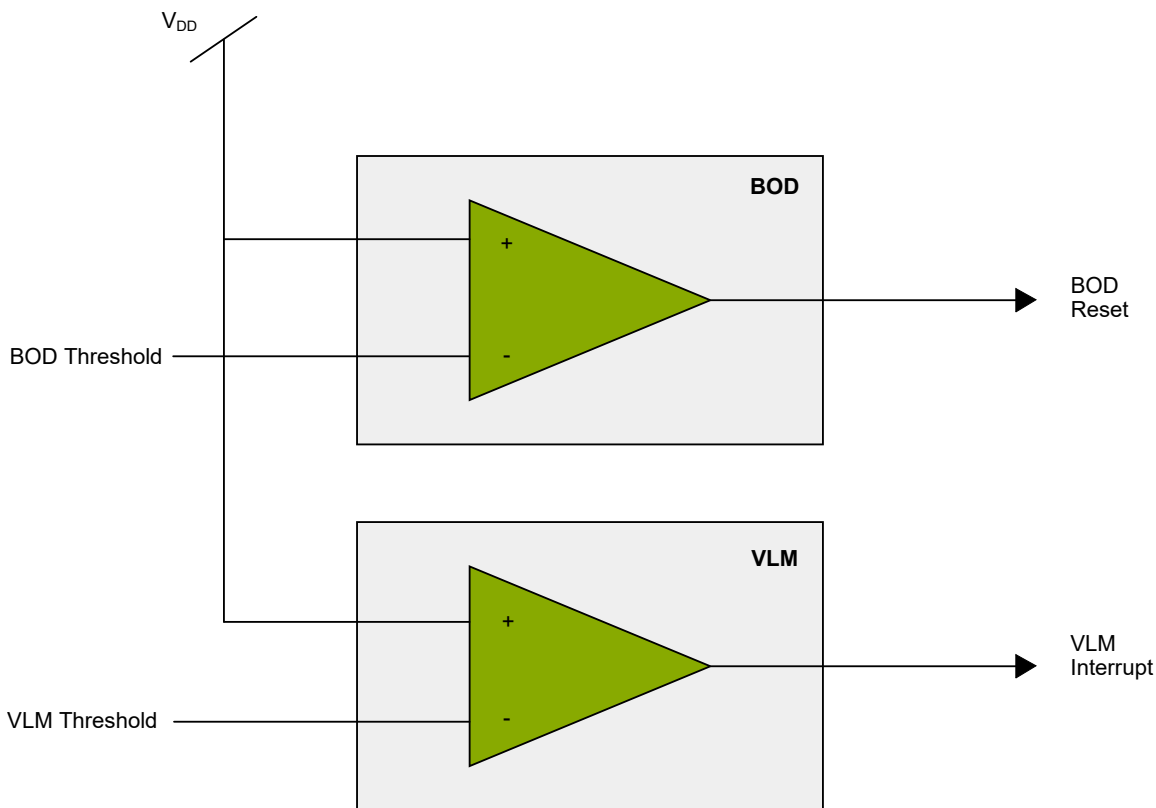 VDD
BOD
+
BOD
Reset
BOD Threshold
-
VLM
+
VLM
Interrupt
VLM Threshold
-